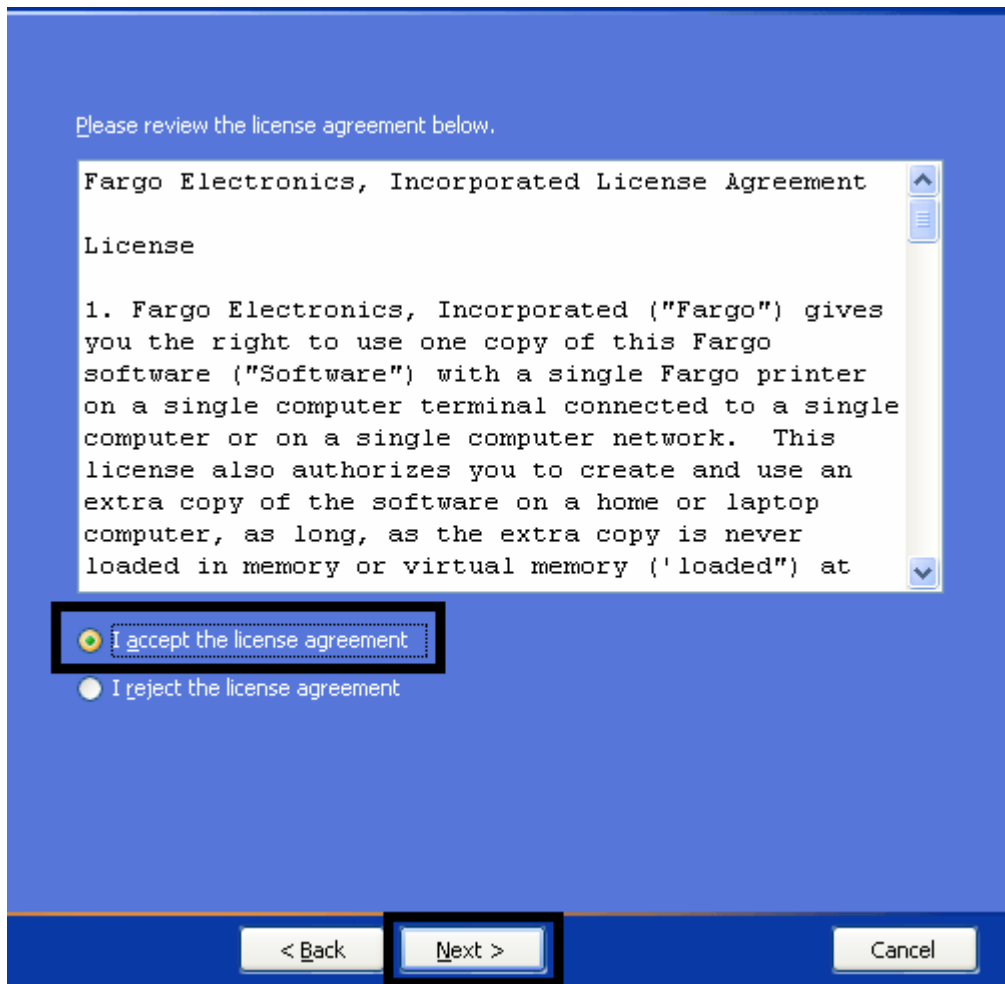 Please review the license agreement below.
Fargo Electronics, Incorporated License Agreement
License
1. Fargo Electronics, Incorporated ("Fargo") gives
you the right to use one copy of this Fargo
software ("Software") with a single Fargo printer
on a single computer terminal connected to a single
computer or on a single computer network.  This
license also authorizes you to create and use an
extra copy of the software on a home or laptop
computer, as long, as the extra copy is never
loaded in memory or virtual memory ('loaded") at
I accept the license agreement
I reject the license agreement
< Back Next > Cancel